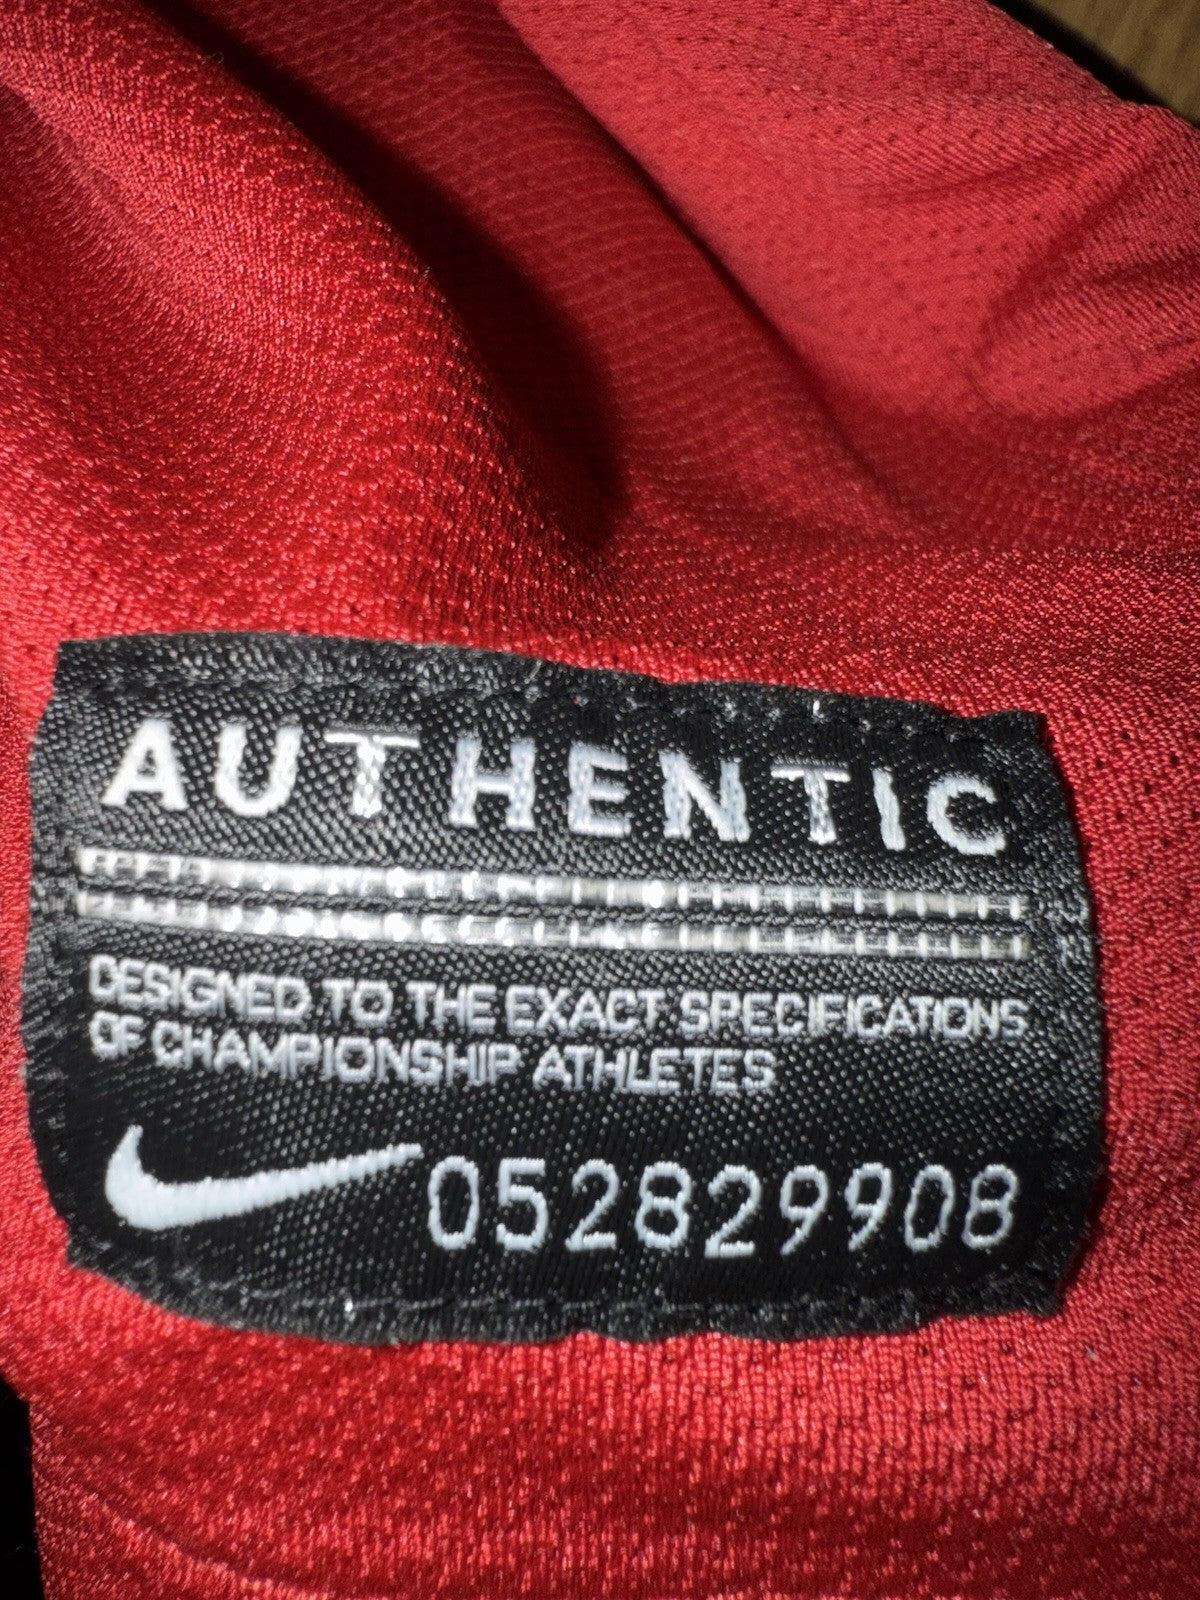 AUTHENTIC
DESIGNED TO THE EXACT SPECIFICATIONS
OF CHAMPIONSHIP ATHLETES
052829908